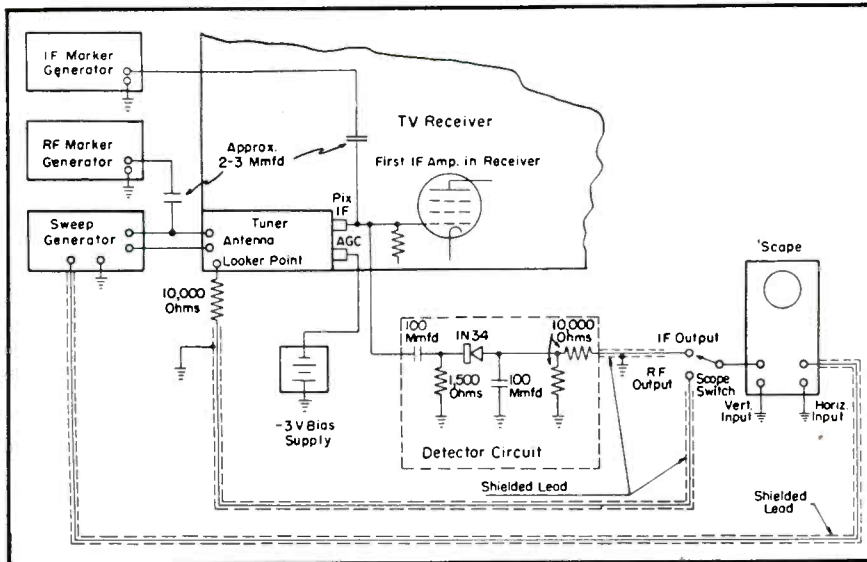 IF Marker
Generator
RF Marker
Generator
Sweep
Generator
Approx.
2-3 Mmfd
TV Receiver
First IF Amp. in Receiver
Pix
IF
Tuner
Antenna
AGC
Looker Point
10,000
Ohms
-3V Bias
Supply
100
Mmfd
1N34
10,000
Ohms
1,500
Ohms
100
Mmfd
Detector Circuit
IF Output
RF
Output
Scope
Switch
'Scape
Vert.
Input
Horiz.
Input
Shielded Lead
Shielded
Lead